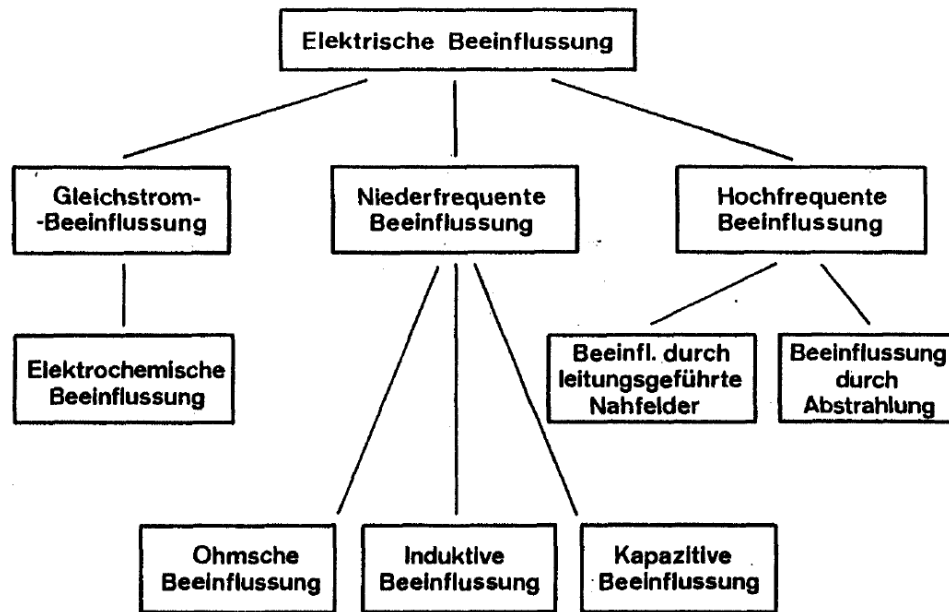 Elektrische Beeinflussung
Gleichstrom-
-Beeinflussung
Niederfrequente
Beeinflussung
Hochfrequente
Beeinflussung
Elektrochemische
Beeinflussung
Beeinfl. durch
leitungsgeführte
Nahfelder
Beeinflussung
durch
Abstrahlung
Ohmsche
Beeinflussung
Induktive
Beeinflussung
Kapazitive
Beeinflussung